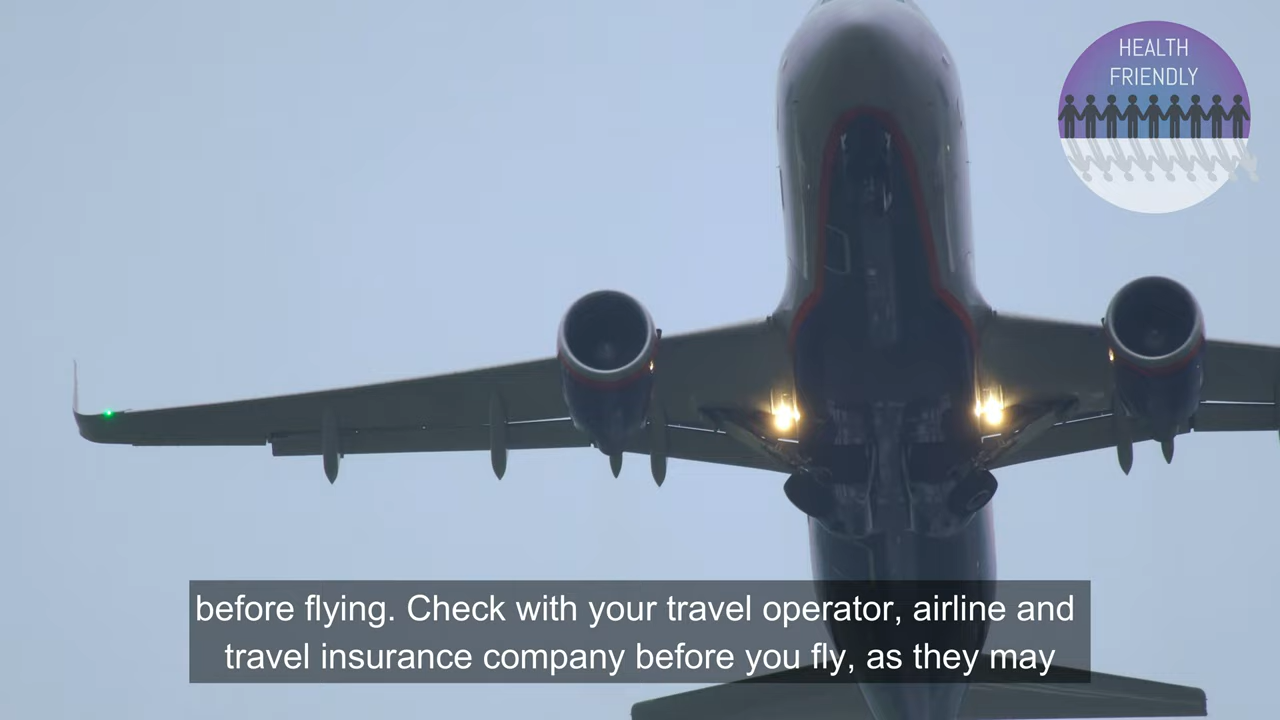 HEALTH
FRIENDLY
before flying. Check with your travel operator, airline and
travel insurance company before you fly, as they may